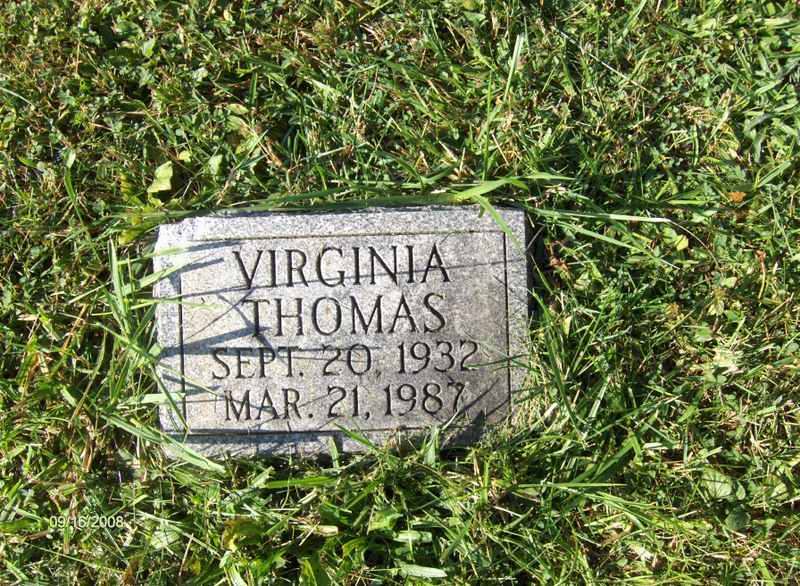 VIRGINIA
THOMAS
SEPT. 20, 1932
MAR. 21, 1987
09/16/2008